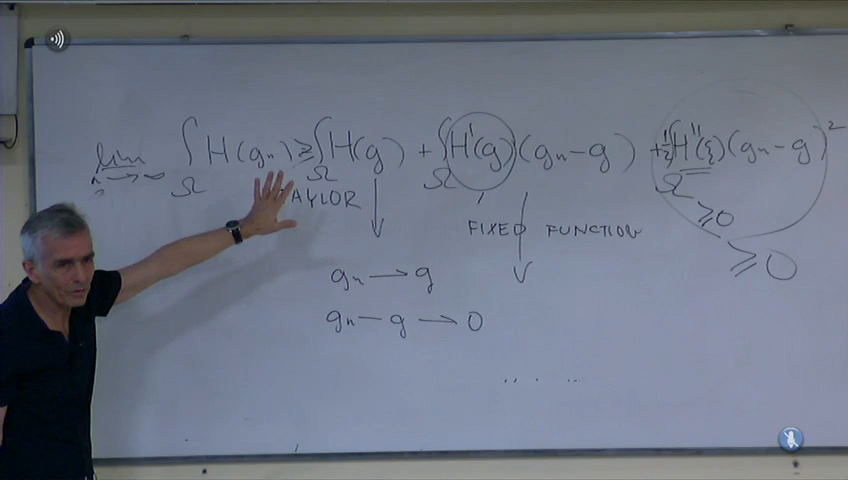 lim ∫ H(gₙ) ≥ ∫ H(g) + ∫ H'(g) (gₙ - g) + ½∫ H''(ξ) (gₙ - g)²
n → ∞ Ω Ω Ω Ω
TAYLOR ≥ 0
FIXED FUNCTION
≥ 0
gₙ → g
gₙ - g → 0